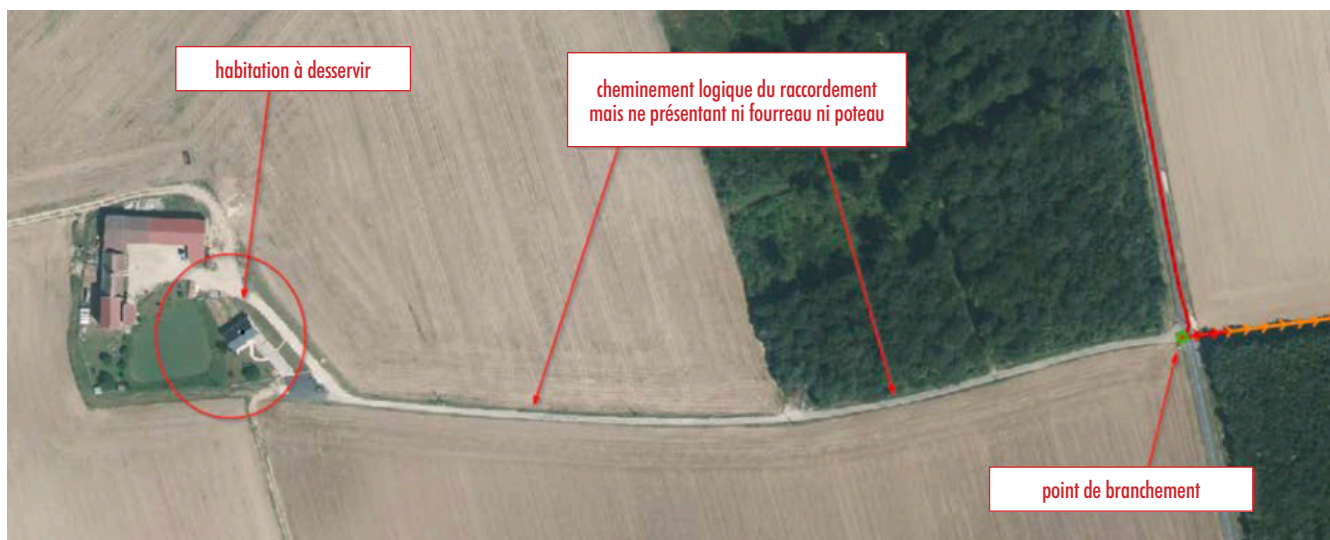 habitation à desservir
cheminement logique du raccordement
mais ne présentant ni fourreau ni poteau
point de branchement